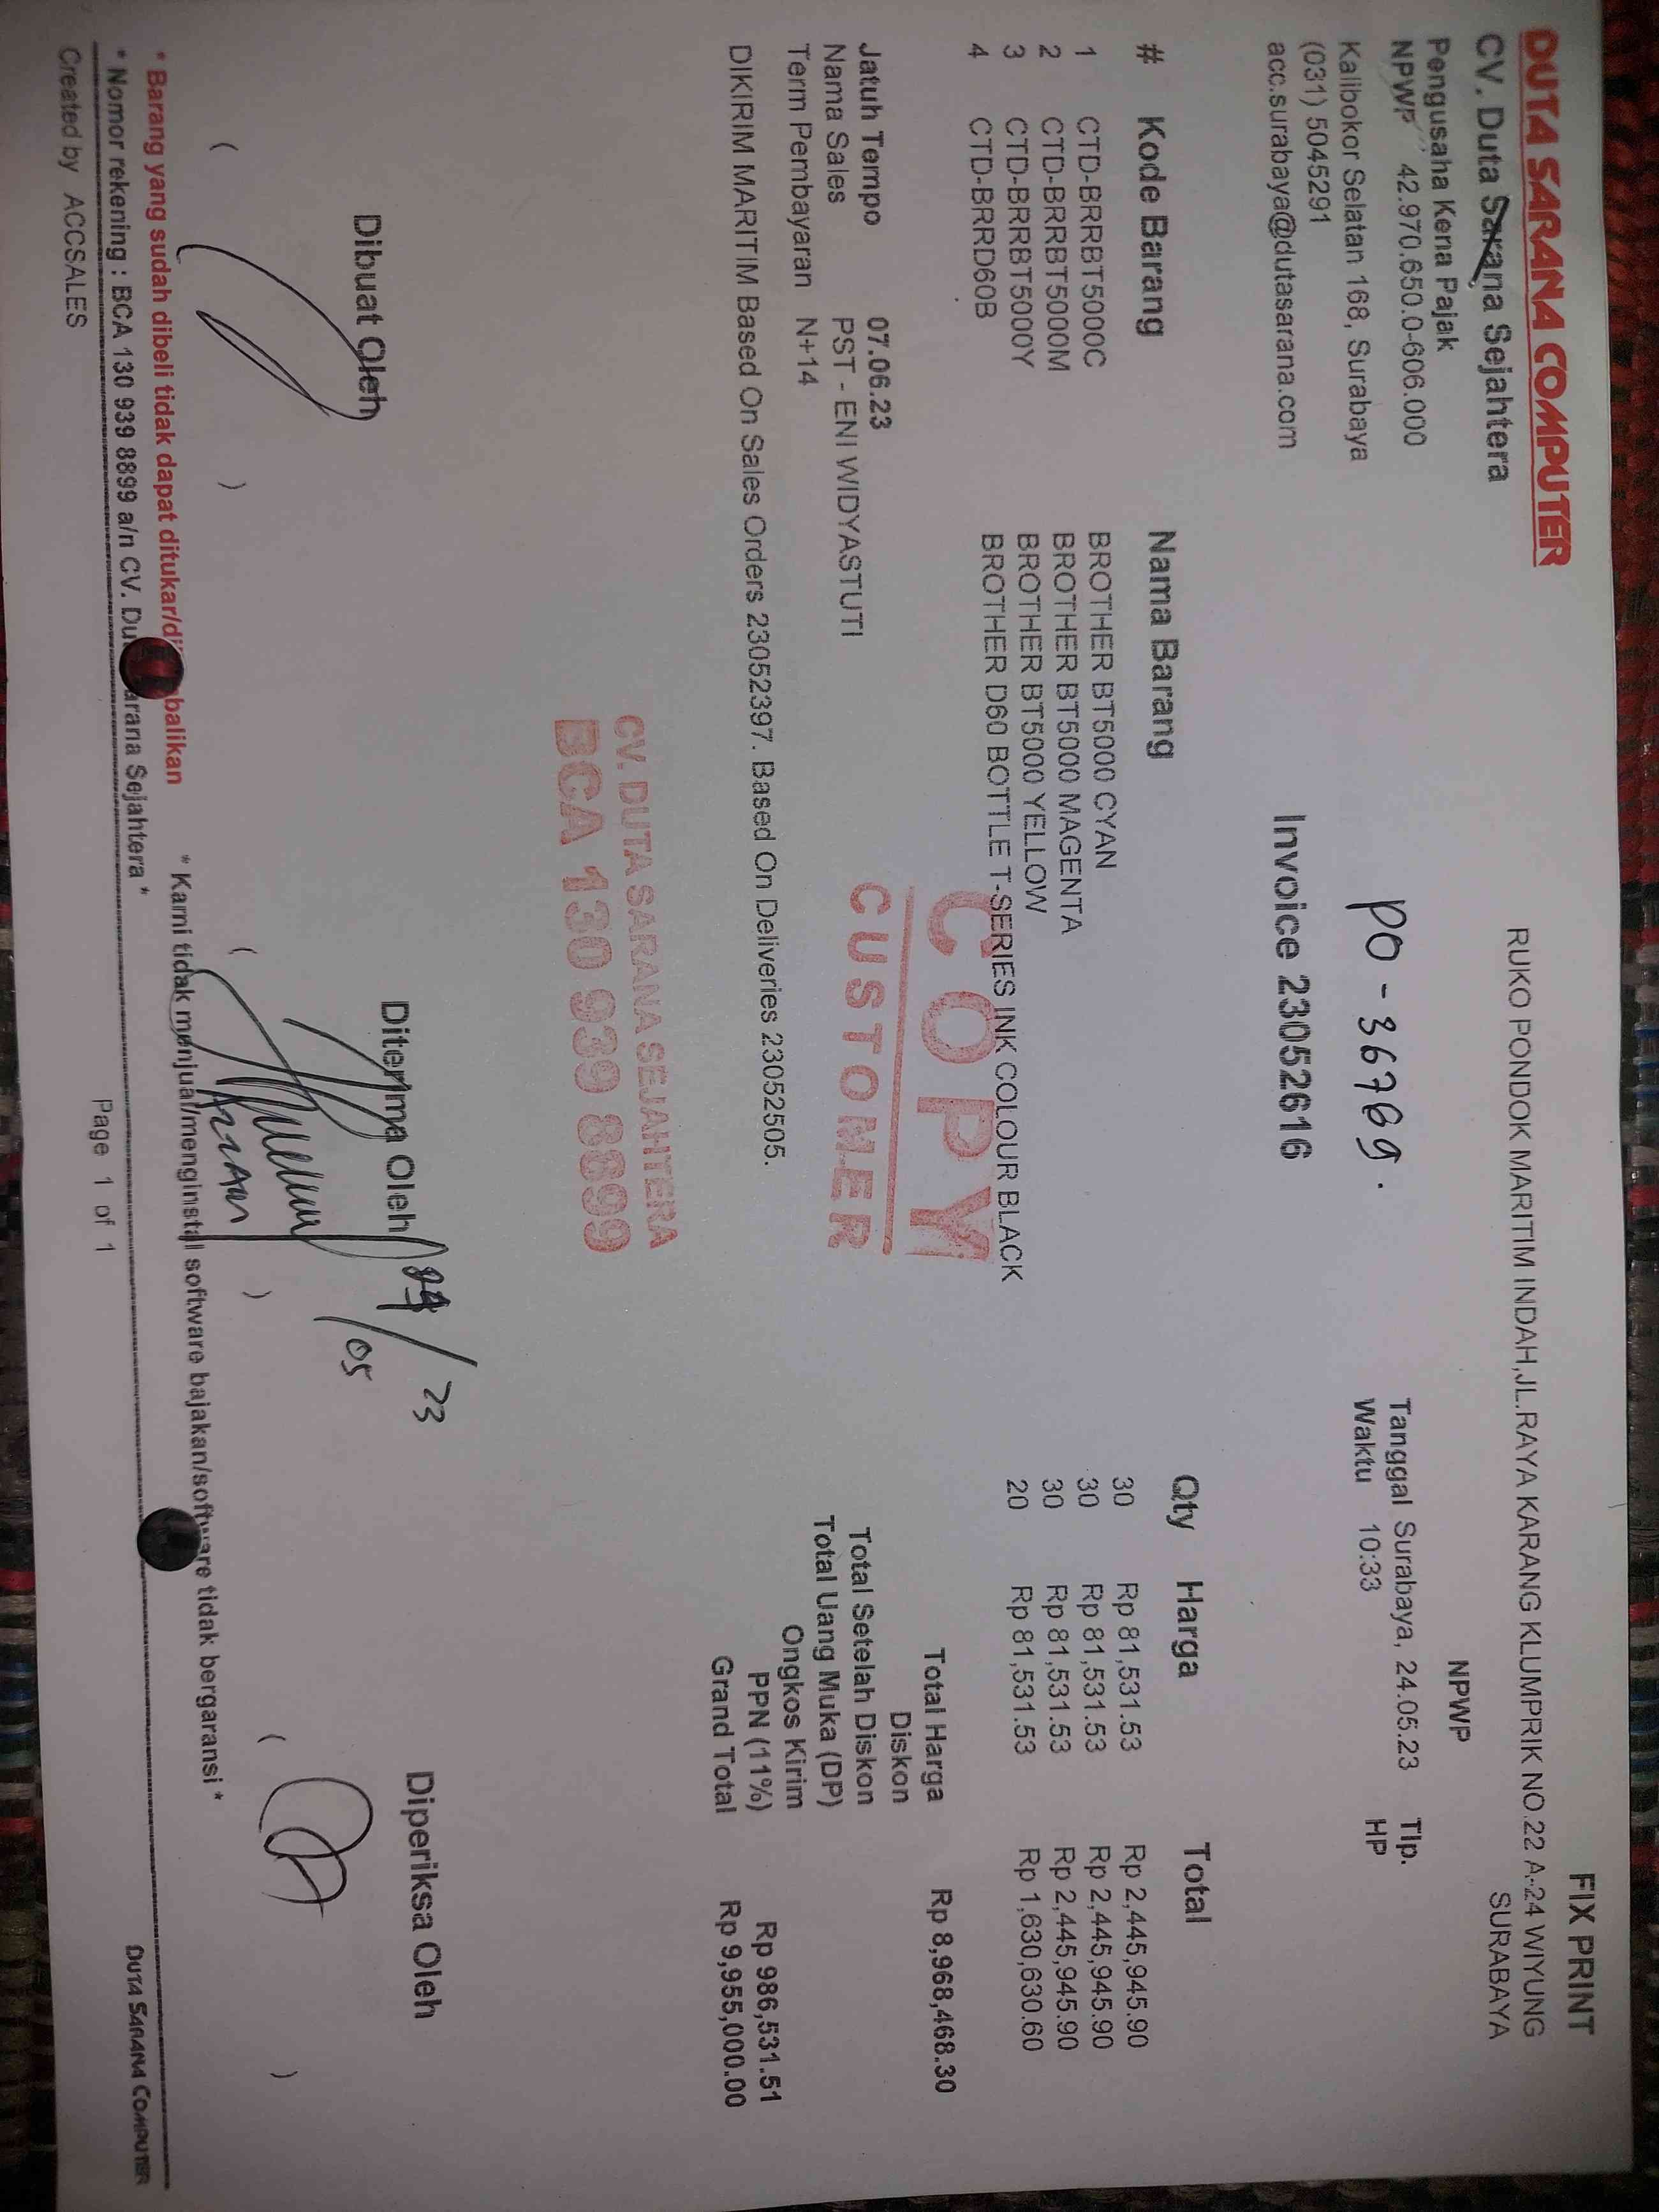 DUTA SARANA COMPUTER
CV. Duta Sarana Sejahtera
Pengusaha Kena Pajak
NPWP 42.970.650.0-606.000
Kalibokor Selatan 168, Surabaya
(031) 5045291
acc.surabaya@dutasarana.com
FIX PRINT
RUKO PONDOK MARITIM INDAH,JL.RAYA KARANG KLUMPRIK NO.22 A-24 WIYUNG
SURABAYA
NPWP
Tanggal Surabaya, 24.05.23 Tlp.
Waktu 10:33 HP
PO - 36769.
Invoice 23052616
# Kode Barang Nama Barang Qty Harga Total
1 CTD-BRRBT5000C BROTHER BT5000 CYAN 30 Rp 81,531.53 Rp 2,445,945.90
2 CTD-BRRBT5000M BROTHER BT5000 MAGENTA 30 Rp 81,531.53 Rp 2,445,945.90
3 CTD-BRRBT5000Y BROTHER BT5000 YELLOW 30 Rp 81,531.53 Rp 2,445,945.90
4 CTD-BRRD60B BROTHER D60 BOTTLE T-SERIES INK COLOUR BLACK 20 Rp 81,531.53 Rp 1,630,630.60
COPY
CUSTOMER
Jatuh Tempo 07.06.23
Nama Sales PST - ENI WIDYASTUTI
Term Pembayaran N+14
DIKIRIM MARITIM Based On Sales Orders 23052397. Based On Deliveries 23052505.
Total Harga Rp 8,968,468.30
Diskon
Total Setelah Diskon
Total Uang Muka (DP)
Ongkos Kirim
PPN (11%) Rp 986,531.51
Grand Total Rp 9,955,000.00
CV. DUTA SARANA SEJAHTERA
BCA 130 939 8899
Dibuat Oleh Diterima Oleh Diperiksa Oleh
/ 05 / 23
( ) ( ) ( )
* Barang yang sudah dibeli tidak dapat ditukar/dikembalikan * Kami tidak menjual/menginstall software bajakan/software tidak bergaransi *
* Nomor rekening : BCA 130 939 8899 a/n CV. Duta Sarana Sejahtera *
DUTA SARANA COMPUTER
Created by ACCSALES Page 1 of 1